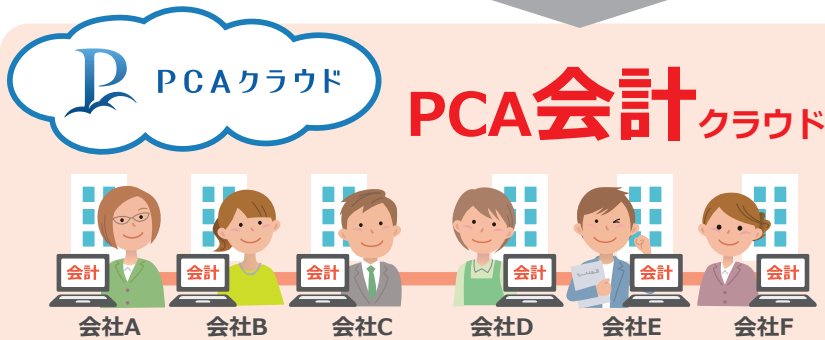 PCAクラウド
PCA会計クラウド
会計 会計 会計 会計 会計 会計
会社A 会社B 会社C 会社D 会社E 会社F